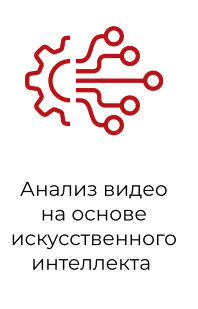 Анализ видео
на основе
искусственного
интеллекта